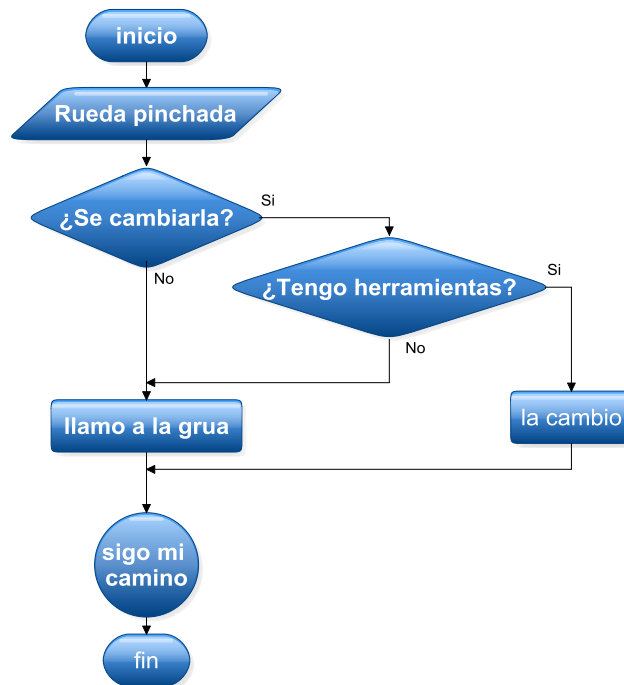 inicio
Rueda pinchada
¿Se cambiarla?
Si
No
¿Tengo herramientas?
Si
No
llamo a la grua
la cambio
sigo mi
camino
fin